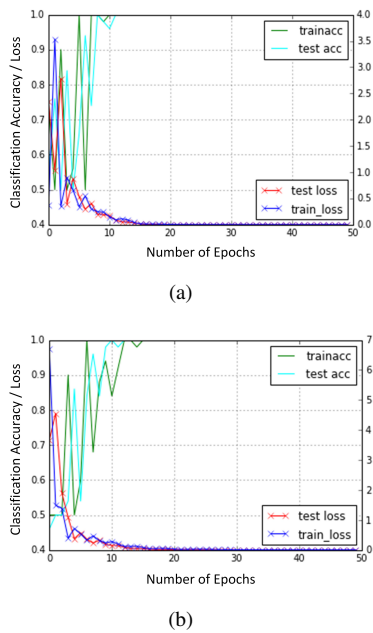 1.0
0.9
0.8
0.7
0.6
0.5
0.4
4.0
3.5
3.0
2.5
2.0
1.5
1.0
0.5
0.0
Classification Accuracy / Loss
trainacc
test acc
test loss
train_loss
0 10 20 30 40 50
Number of Epochs
(a)
1.0
0.9
0.8
0.7
0.6
0.5
0.4
7
6
5
4
3
2
1
0
Classification Accuracy / Loss
trainacc
test acc
test loss
train_loss
0 10 20 30 40 50
Number of Epochs
(b)